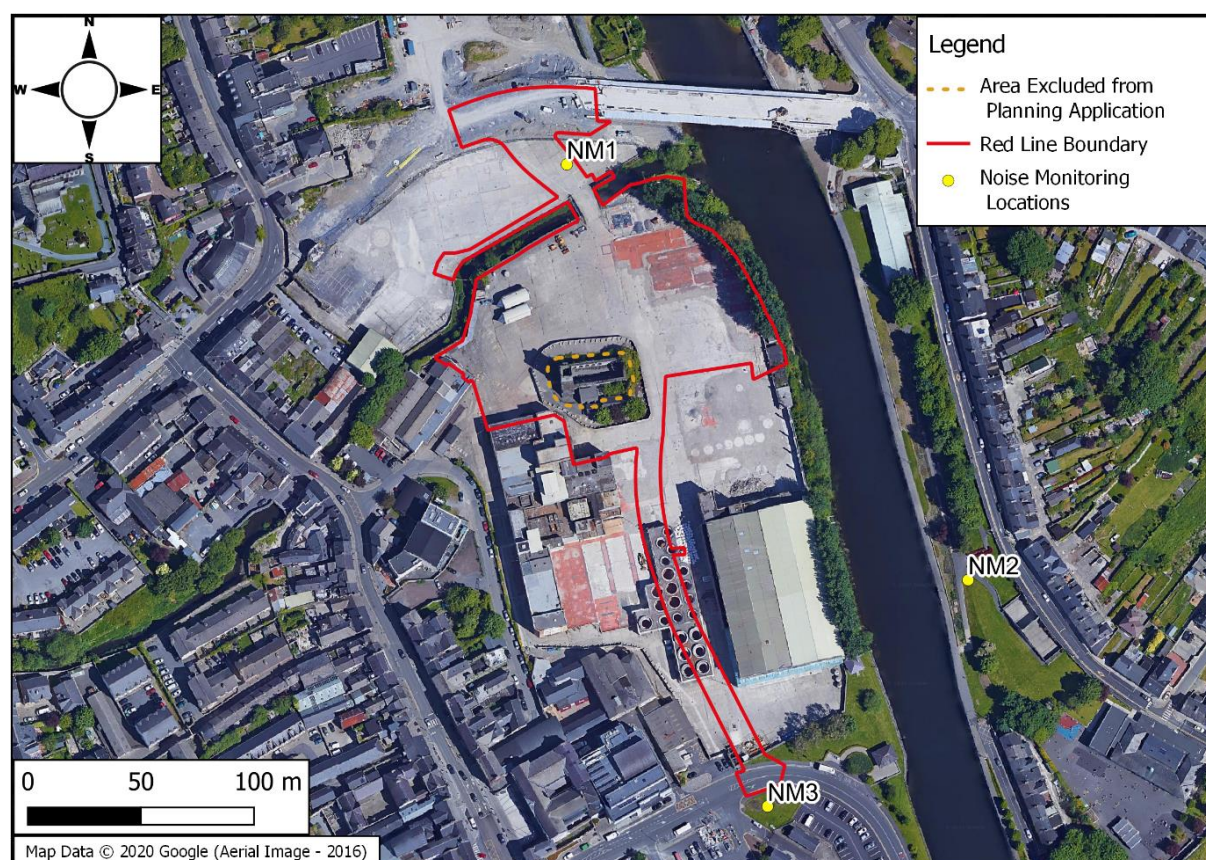 N
W
E
S
Legend
Area Excluded from
Planning Application
Red Line Boundary
Noise Monitoring
Locations
NM1
NM2
NM3
0 50 100 m
Map Data © 2020 Google (Aerial Image - 2016)